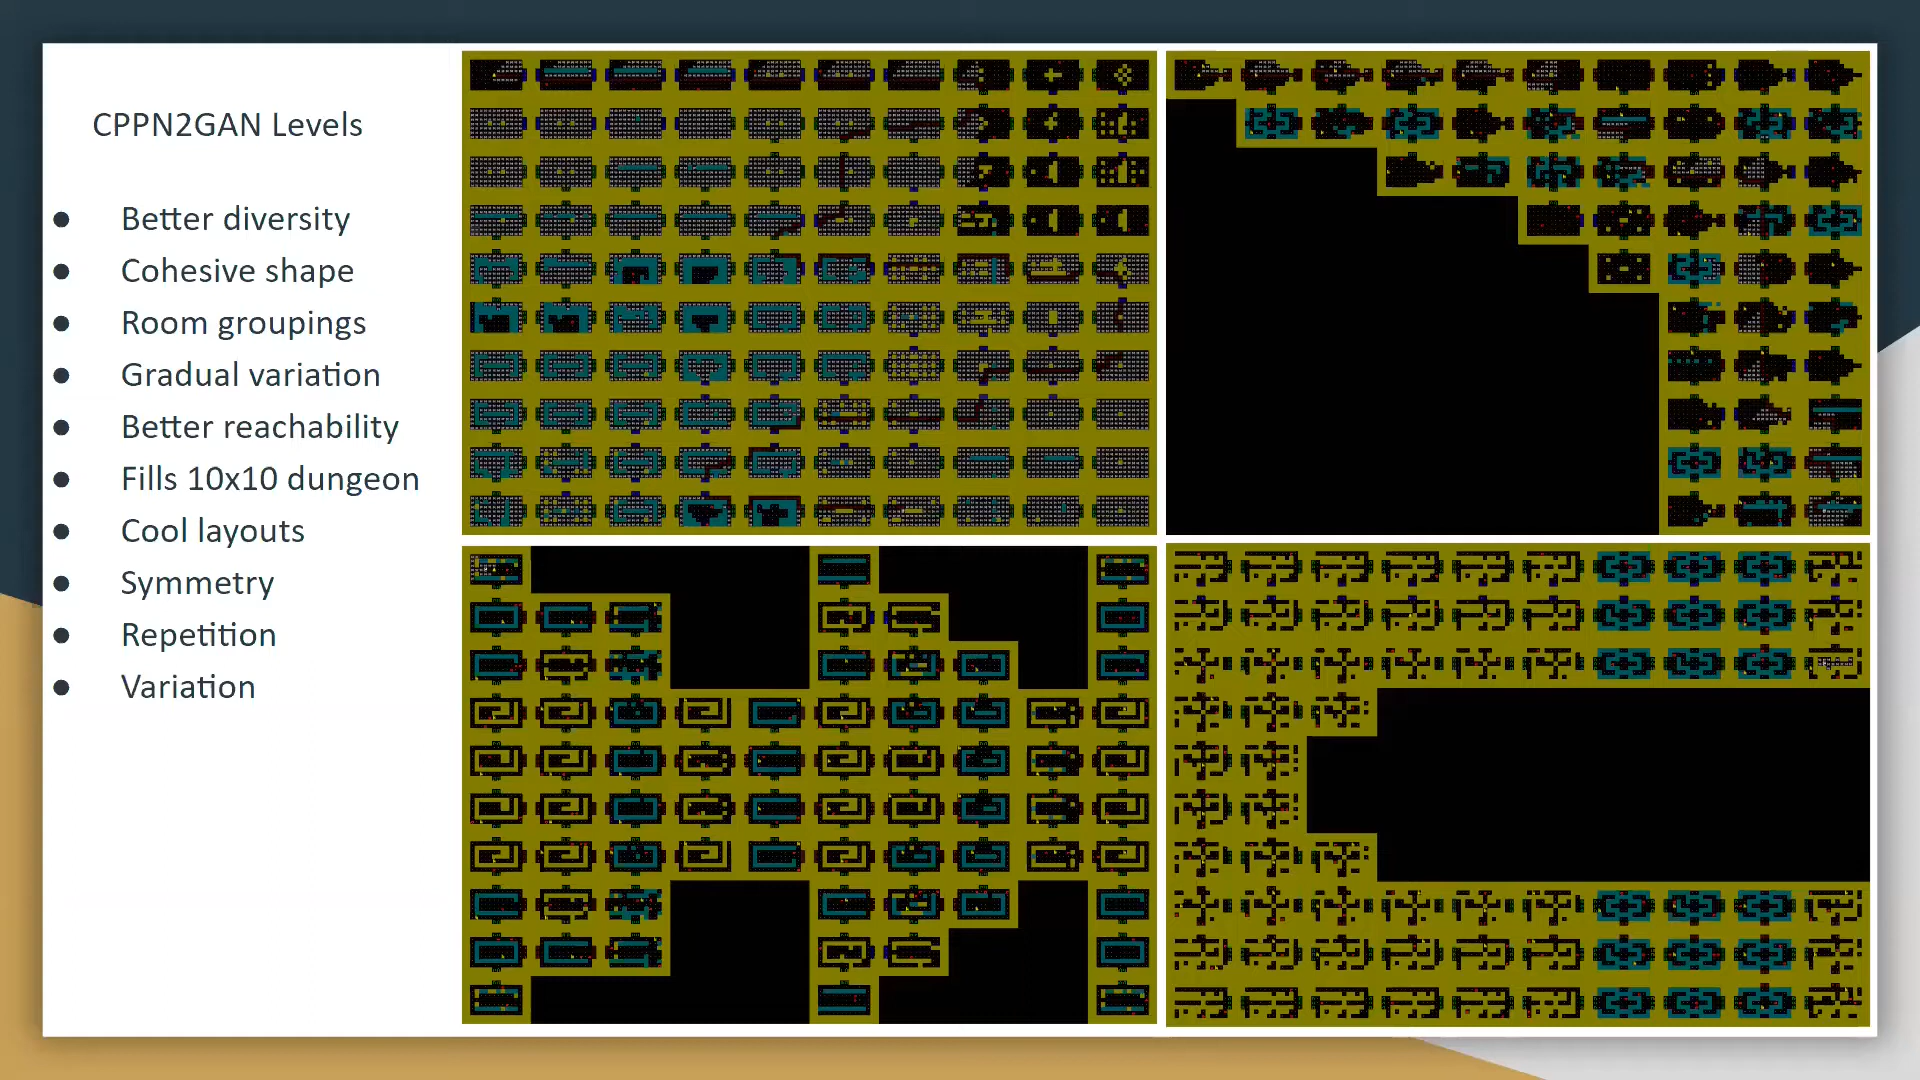 CPPN2GAN Levels
● Better diversity
● Cohesive shape
● Room groupings
● Gradual variation
● Better reachability
● Fills 10x10 dungeon
● Cool layouts
● Symmetry
● Repetition
● Variation